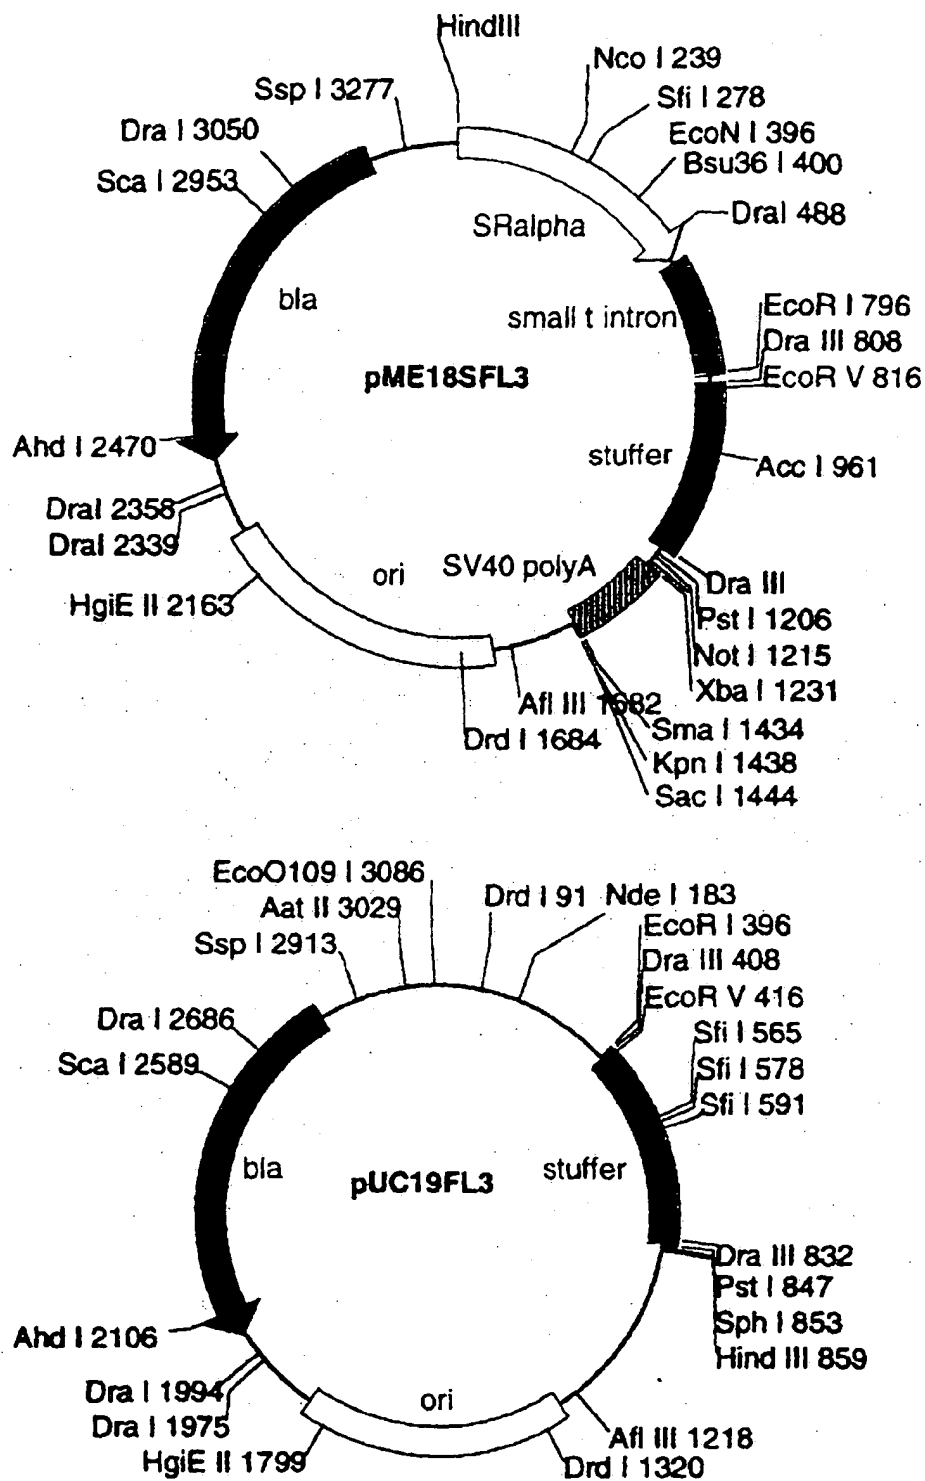 HindIII
Nco I 239
Ssp I 3277
Sfi I 278
Dra I 3050
EcoN I 396
Bsu36 I 400
Sca I 2953
DraI 488
SRalpha
bla
EcoR I 796
small t intron
Dra III 808
pME18SFL3
EcoR V 816
Ahd I 2470
stuffer
Acc I 961
DraI 2358
DraI 2339
SV40 polyA
ori
Dra III
HgiE II 2163
Pst I 1206
Not I 1215
Xba I 1231
Afl III 1682
Sma I 1434
Drd I 1684
Kpn I 1438
Sac I 1444
EcoO109 I 3086
Drd I 91
Nde I 183
Aat II 3029
EcoR I 396
Ssp I 2913
Dra III 408
EcoR V 416
Dra I 2686
Sfi I 565
Sca I 2589
Sfi I 578
Sfi I 591
bla
stuffer
pUC19FL3
Dra III 832
Pst I 847
Sph I 853
Ahd I 2106
Hind III 859
Dra I 1994
ori
Dra I 1975
Afl III 1218
HgiE II 1799
Drd I 1320